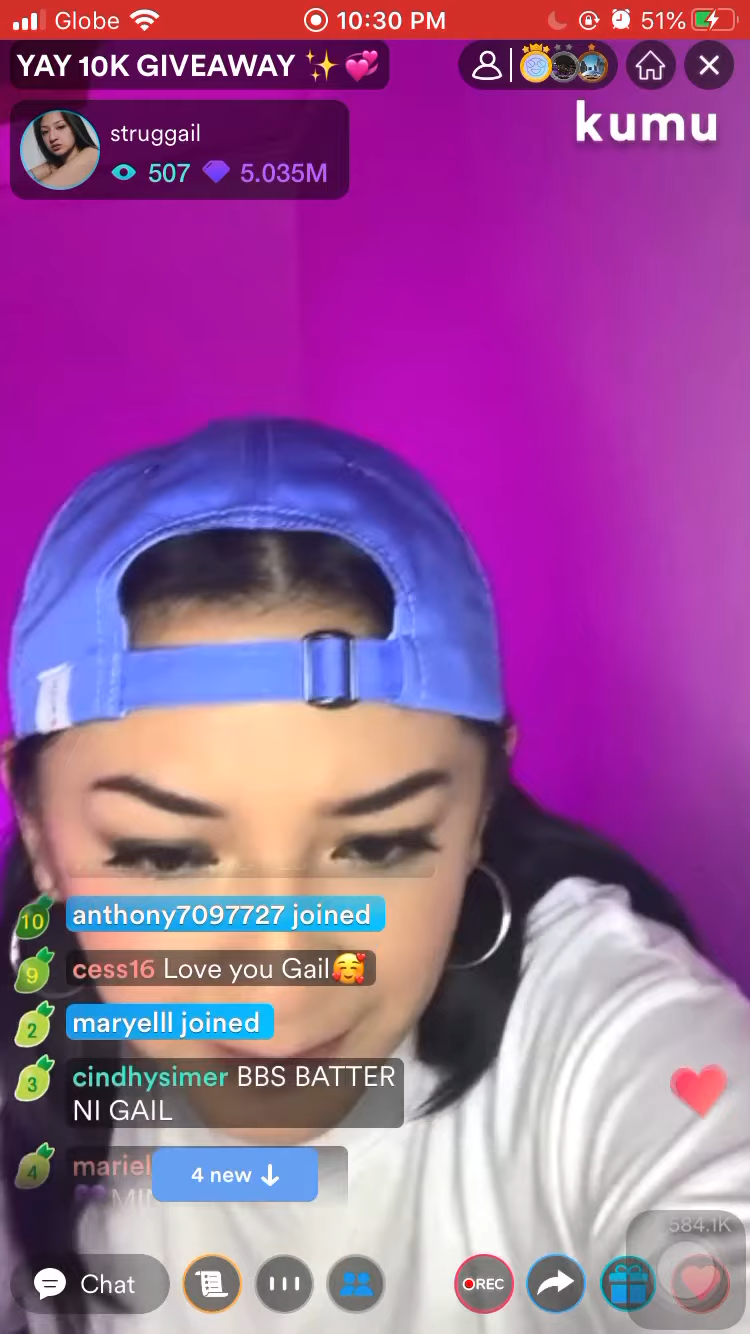 Globe 10:30 PM 51%
YAY 10K GIVEAWAY ✨💞
kumu
struggail
507 5.035M
10 anthony7097727 joined
9 cess16 Love you Gail🥰
2 maryelll joined
3 cindhysimer BBS BATTER
NI GAIL
4 mariel
4 new ↓
584.1K
Chat REC